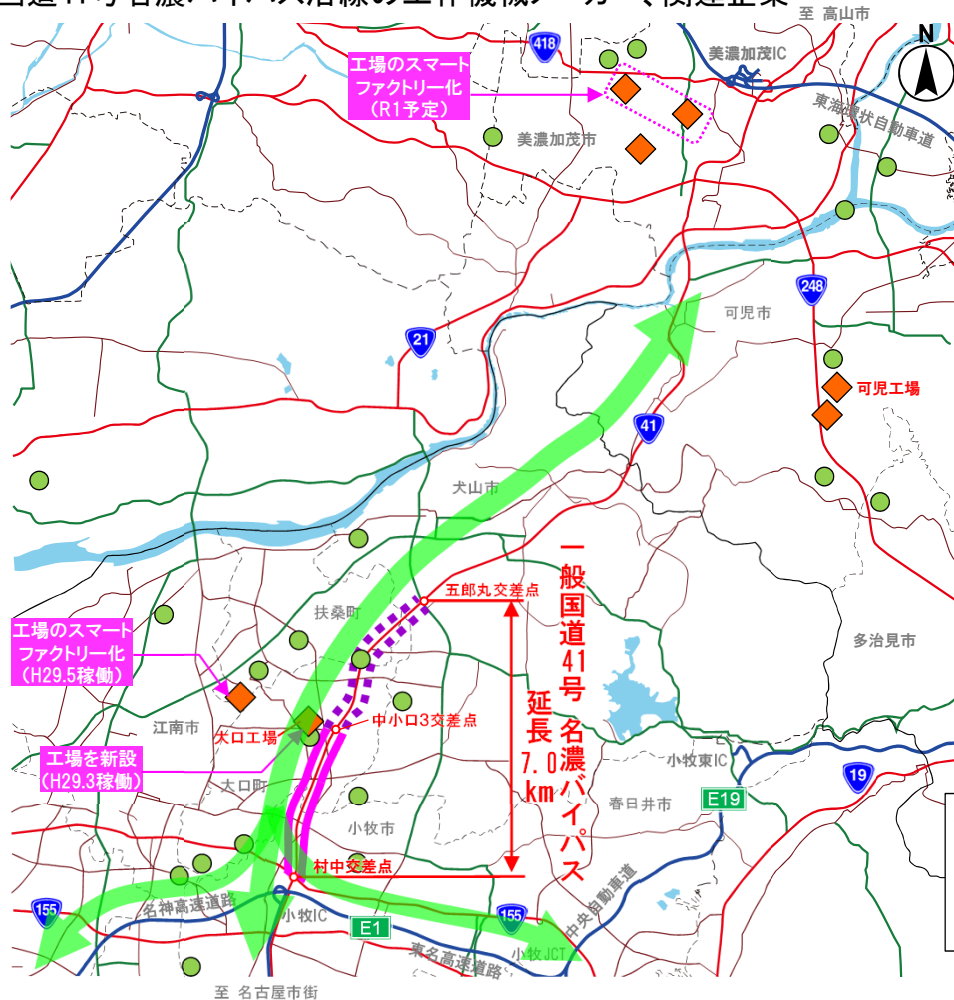 至 高山市
N
418
美濃加茂IC
工場のスマート
ファクトリー化
(R1予定)
東海環状自動車道
美濃加茂市
248
可児市
21
可児工場
41
犬山市
一般国道41号 名濃バイパス
延長7.0km
五郎丸交差点
扶桑町
工場のスマート
ファクトリー化
(H29.5稼働)
多治見市
江南市
中小口3交差点
大口工場
工場を新設
(H29.3稼働)
大口町
小牧東IC
19
E19
春日井市
小牧市
村中交差点
155
名神高速道路
小牧IC
E1
155
中央自動車道
東名高速道路
小牧JCT
至 名古屋市街